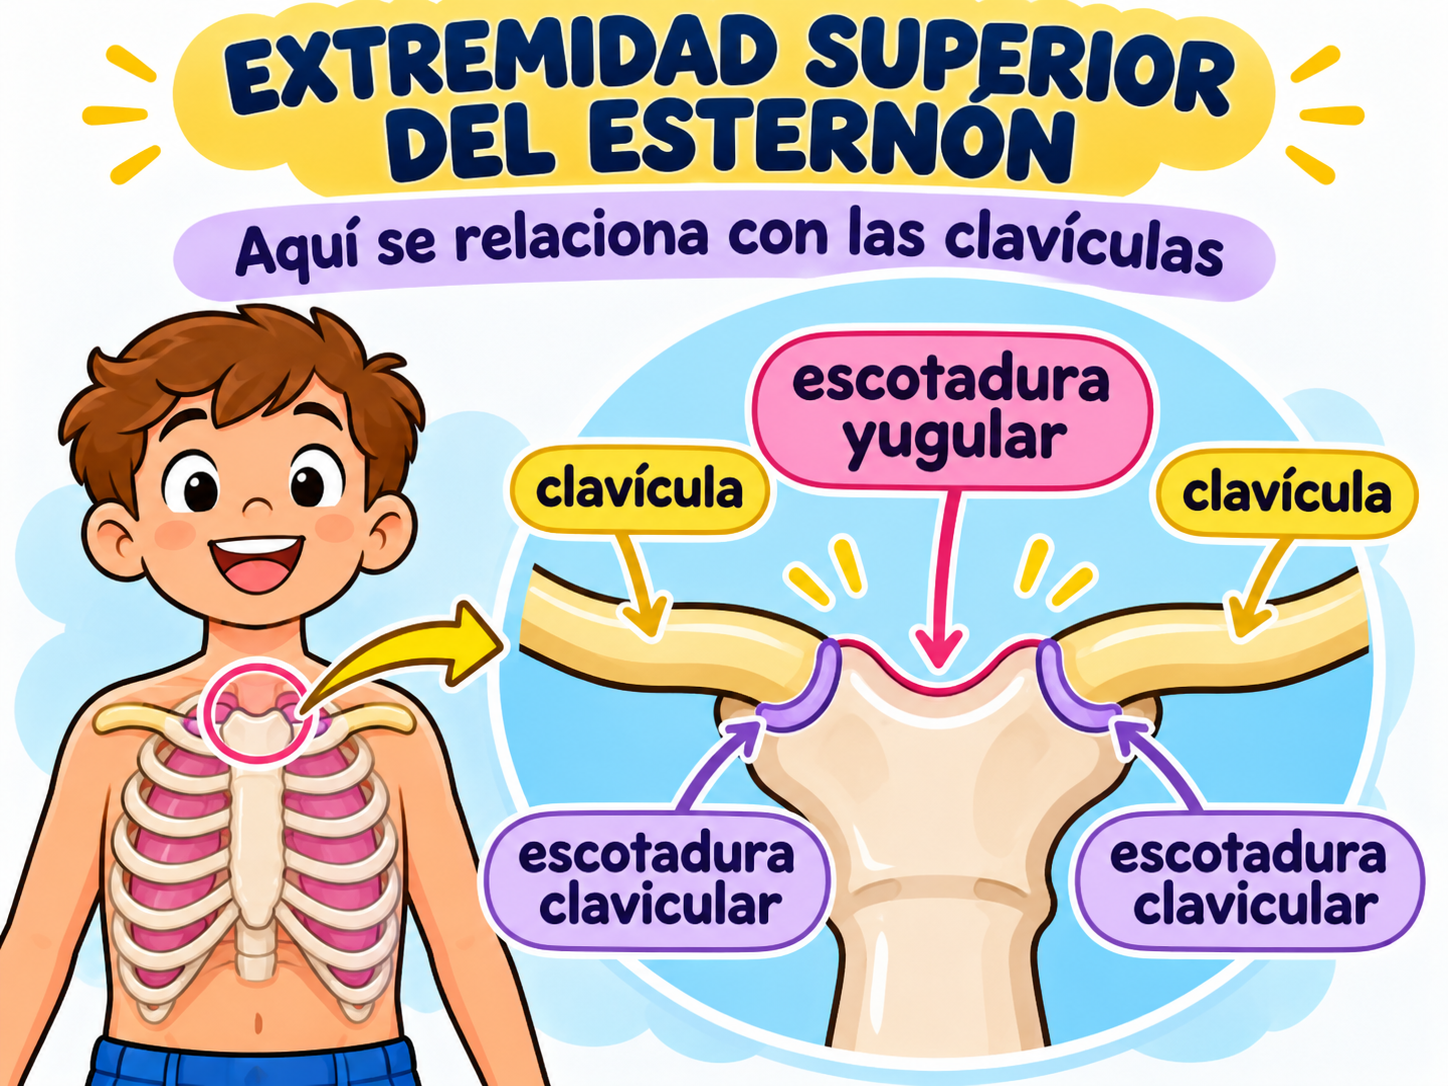 EXTREMIDAD SUPERIOR
DEL ESTERNÓN
Aquí se relaciona con las clavículas
escotadura
yugular
clavícula
clavícula
escotadura
clavicular
escotadura
clavicular